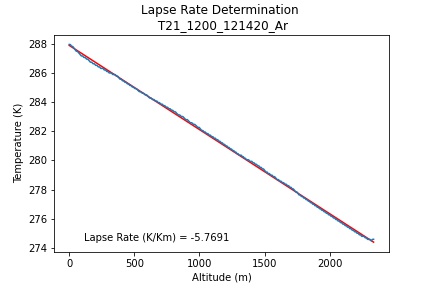 Lapse Rate Determination
T21_1200_121420_Ar
288
286
284
282
280
278
276
274
Temperature (K)
Lapse Rate (K/Km) = -5.7691
0 500 1000 1500 2000
Altitude (m)